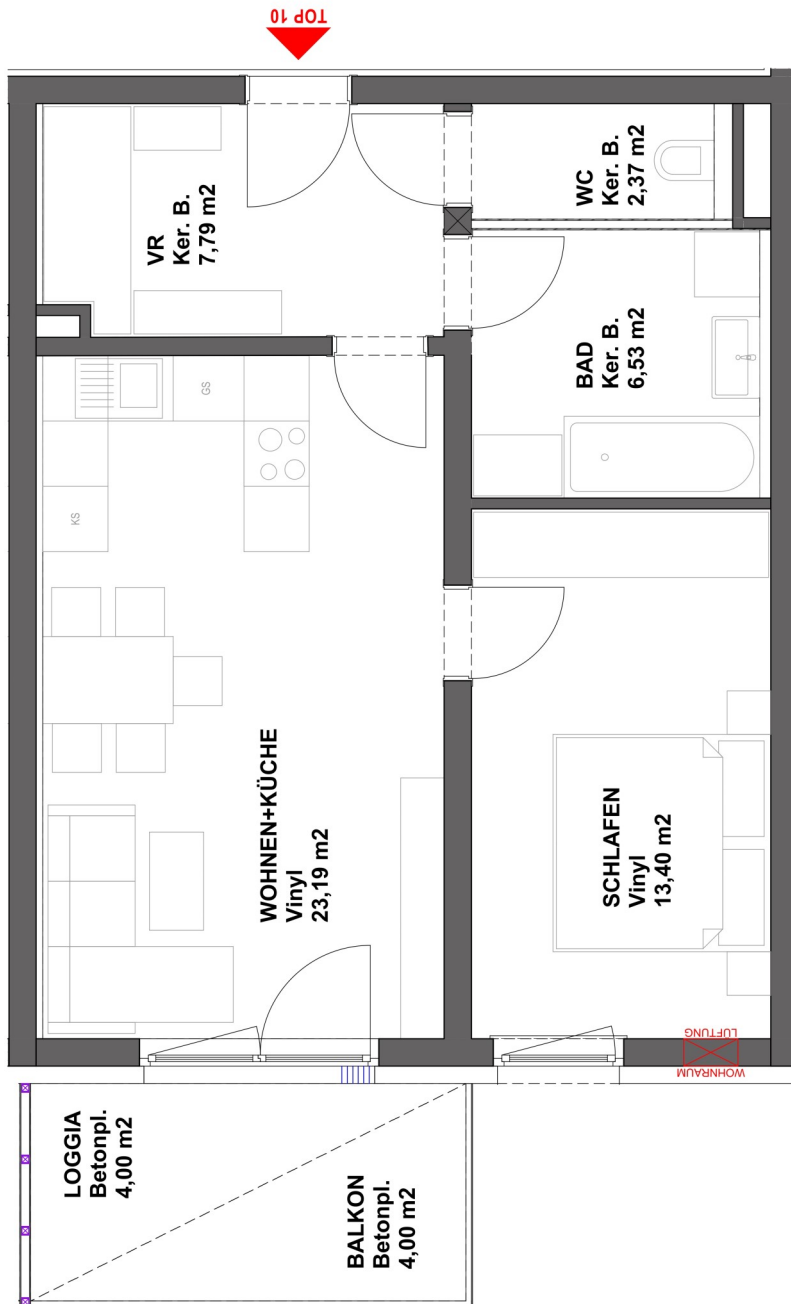 TOP 10
VR
Ker. B.
7,79 m2
WC
Ker. B.
2,37 m2
BAD
Ker. B.
6,53 m2
GS
KS
WOHNEN+KÜCHE
Vinyl
23,19 m2
SCHLAFEN
Vinyl
13,40 m2
LÜFTUNG
WOHNRAUM
LOGGIA
Betonpl.
4,00 m2
BALKON
Betonpl.
4,00 m2